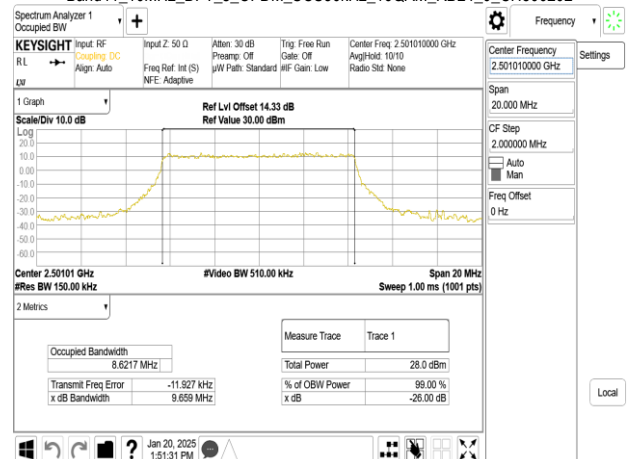 Spectrum Analyzer 1
Occupied BW
Frequency
KEYSIGHT
RL
LXI
Input: RF
Coupling: DC
Align: Auto
Input Z: 50 Ω
Freq Ref: Int (S)
NFE: Adaptive
Atten: 30 dB
Preamp: Off
µW Path: Standard
Trig: Free Run
Gate: Off
#IF Gain: Low
Center Freq: 2.501010000 GHz
Avg|Hold: 10/10
Radio Std: None
Center Frequency
2.501010000 GHz
Settings
Span
20.000 MHz
CF Step
2.000000 MHz
Auto
Man
Freq Offset
0 Hz
Local
1 Graph
Scale/Div 10.0 dB
Ref Lvl Offset 14.33 dB
Ref Value 30.00 dBm
Log
20.0
10.0
0.00
-10.0
-20.0
-30.0
-40.0
-50.0
-60.0
Center 2.50101 GHz
#Video BW 510.00 kHz
Span 20 MHz
#Res BW 150.00 kHz
Sweep 1.00 ms (1001 pts)
2 Metrics
Measure Trace
Trace 1
Occupied Bandwidth
8.6217 MHz
Total Power
28.0 dBm
Transmit Freq Error
-11.927 kHz
% of OBW Power
99.00 %
x dB Bandwidth
9.659 MHz
x dB
-26.00 dB
Jan 20, 2025
1:51:31 PM